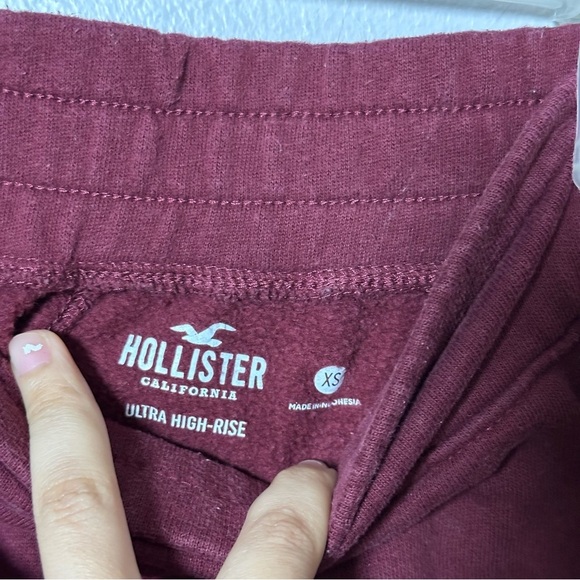 HOLLISTER
CALIFORNIA
ULTRA HIGH-RISE
XS
MADE IN INDONESIA